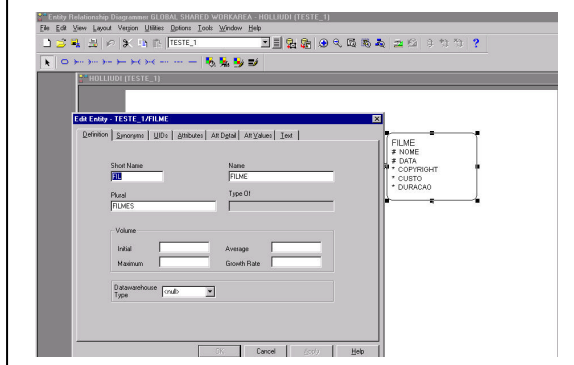 Entity Relationship Diagrammer GLOBAL SHARED WORKAREA - HOLLIUDI (TESTE_1)
File Edit View Layout Version Utilities Options Tools Window Help
TESTE_1
HOLLIUDI (TESTE_1)
Edit Entity - TESTE_1/FILME
Definition Synonyms UIDs Attributes Att Detail Att Values Text
Short Name Name
FIL FILME
Plural Type Of
FILMES
Volume
Initial Average
Maximum Growth Rate
Datawarehouse Type <null>
OK Cancel Apply Help
FILME
# NOME
# DATA
* COPYRIGHT
* CUSTO
* DURACAO